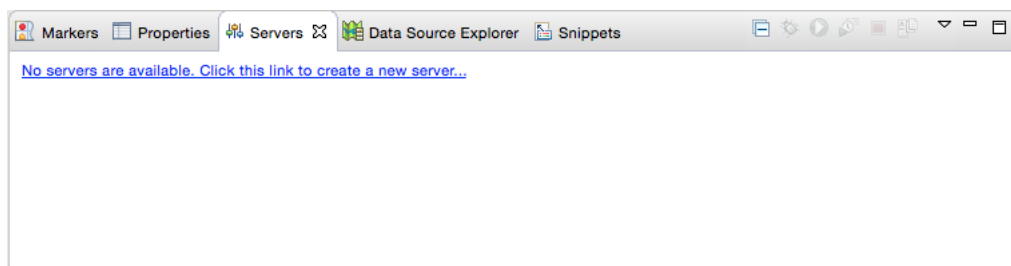 Markers Properties Servers Data Source Explorer Snippets
No servers are available. Click this link to create a new server...